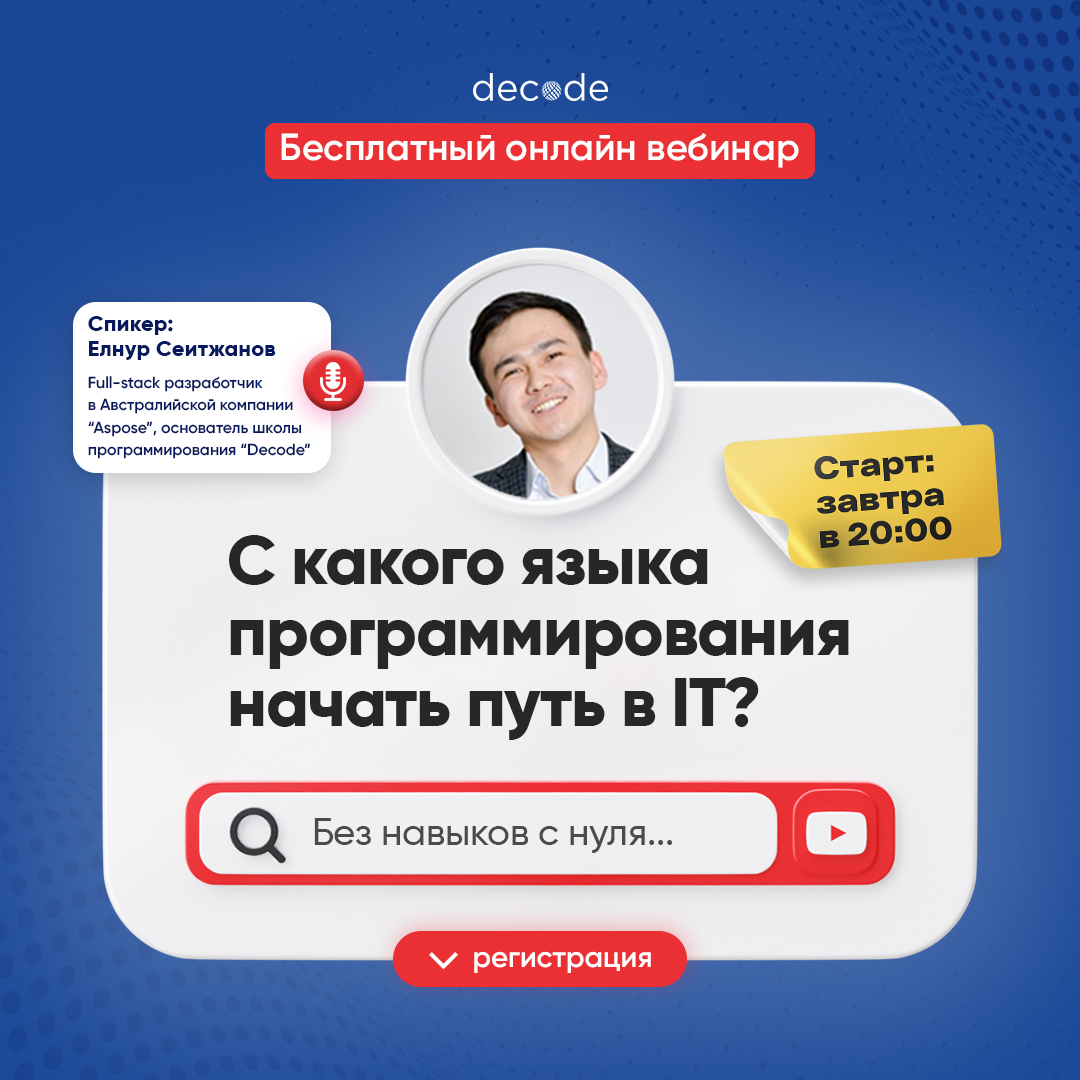 decode
Бесплатный онлайн вебинар
Спикер:
Елнур Сеитжанов
Full-stack разработчик
в Австралийской компании
“Aspose”, основатель школы
программирования “Decode”
Старт:
завтра
в 20:00
С какого языка
программирования
начать путь в IT?
Без навыков с нуля...
регистрация